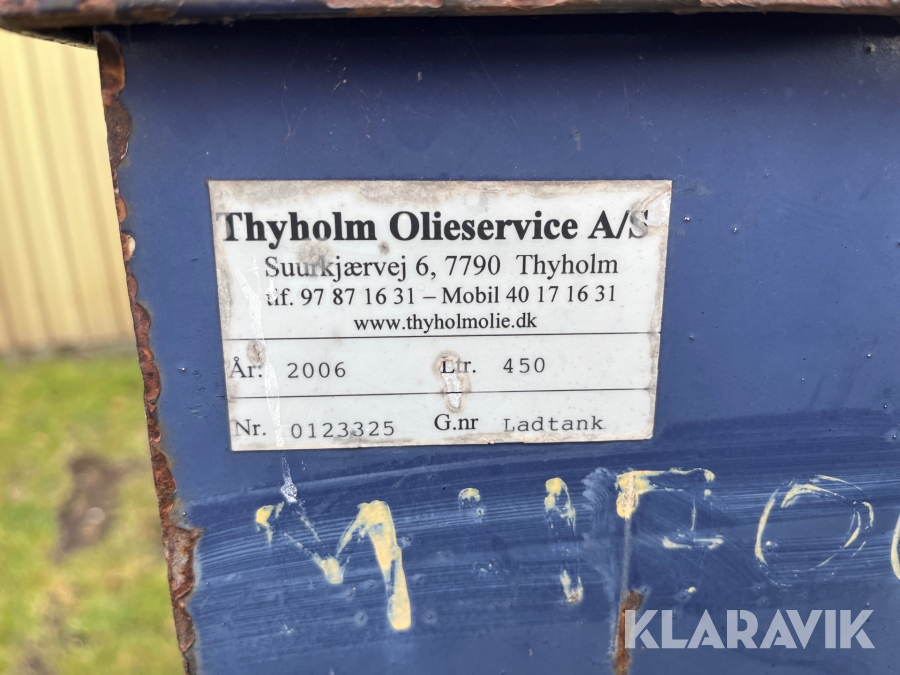 Thyholm Olieservice A/S
Suurkjærvej 6, 7790 Thyholm
tlf. 97 87 16 31 – Mobil 40 17 16 31
www.thyholmolie.dk
År: 2006 Ltr. 450
Nr. 0123325 G.nr Ladtank
KLARAVIK